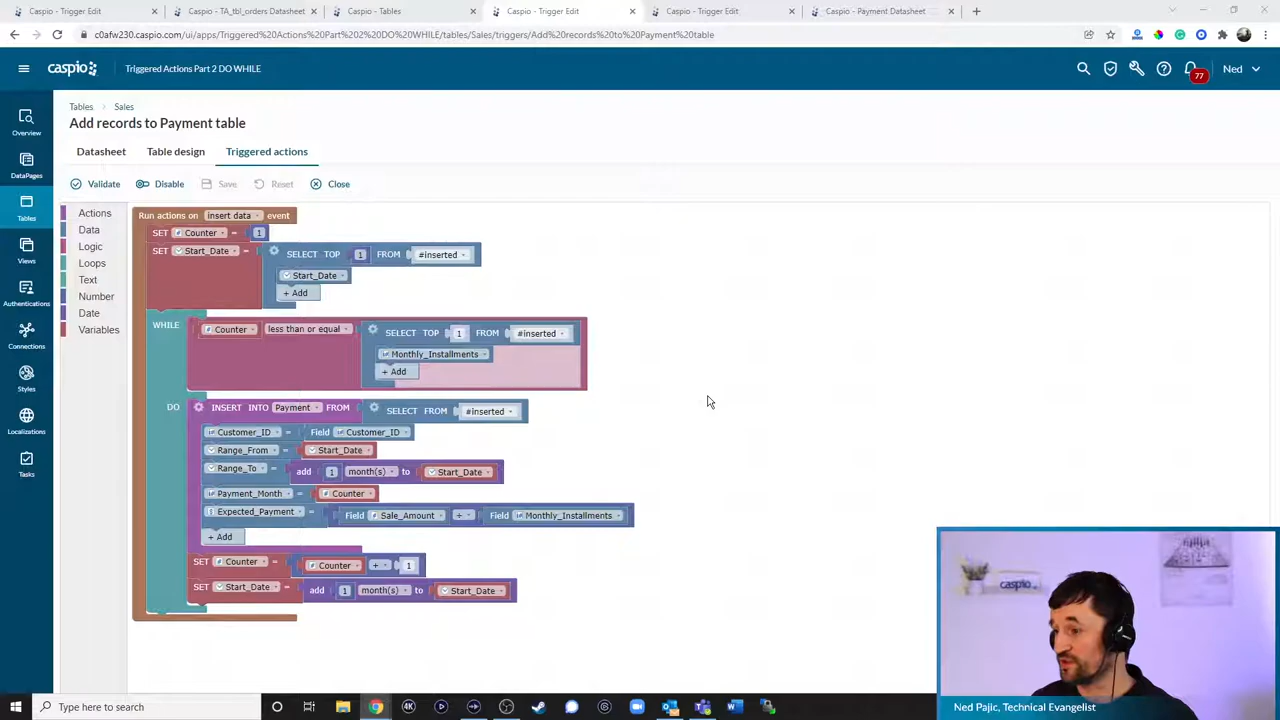 Caspio - Trigger Edit
Caspio - TA_tbl_orders Datasheet
Caspio - Tables
Caspio - Trigger Edit
Caspio - Trigger Edit
Caspio - Payment Datasheet
c0afw230.caspio.com/ui/apps/Triggered%20Actions%20Part%202%20DO%20WHILE/tables/Sales/triggers/Add%20records%20to%20Payment%20table
caspio
Triggered Actions Part 2 DO WHILE
77
Ned
Overview
DataPages
Tables
Views
Authentications
Connections
Styles
Localizations
Tasks
Tables > Sales
Add records to Payment table
Datasheet
Table design
Triggered actions
Validate
Disable
Save
Reset
Close
Actions
Data
Logic
Loops
Text
Number
Date
Variables
Run actions on insert data event
SET Counter = 1
SET Start_Date = SELECT TOP 1 FROM #inserted
Start_Date
+ Add
WHILE Counter less than or equal SELECT TOP 1 FROM #inserted
Monthly_Installments
+ Add
DO INSERT INTO Payment FROM SELECT FROM #inserted
Customer_ID = Field Customer_ID
Range_From = Start_Date
Range_To = add 1 month(s) to Start_Date
Payment_Month = Counter
Expected_Payment = Field Sale_Amount ÷ Field Monthly_Installments
+ Add
SET Counter = Counter + 1
SET Start_Date = add 1 month(s) to Start_Date
caspio
Ned Pajic, Technical Evangelist
Type here to search